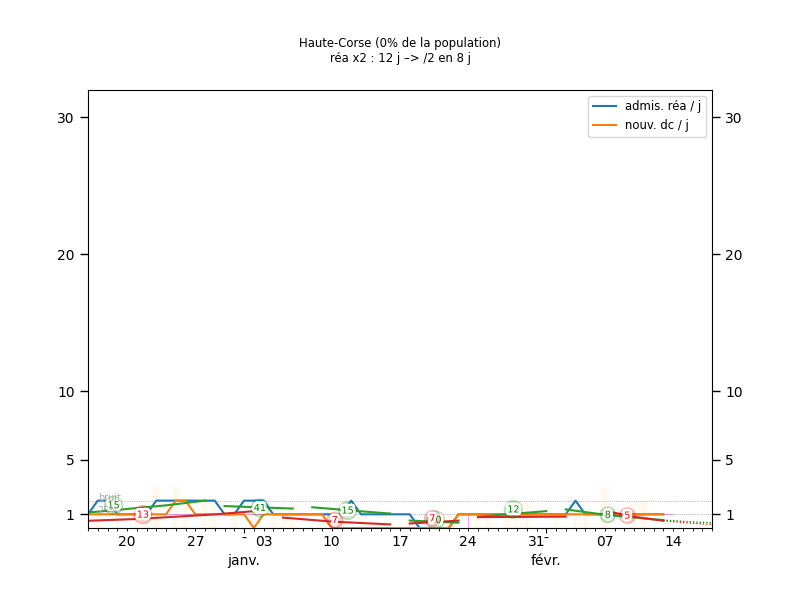 Haute-Corse (0% de la population)
réa x2 : 12 j –> /2 en 8 j
admis. réa / j
nouv. dc / j
30 30
20 20
10 10
5 5
1 1
bruit
15 13 41 7 15 7 12 8 5
20 27 - 03 10 17 24 31 - 07 14
janv. févr.